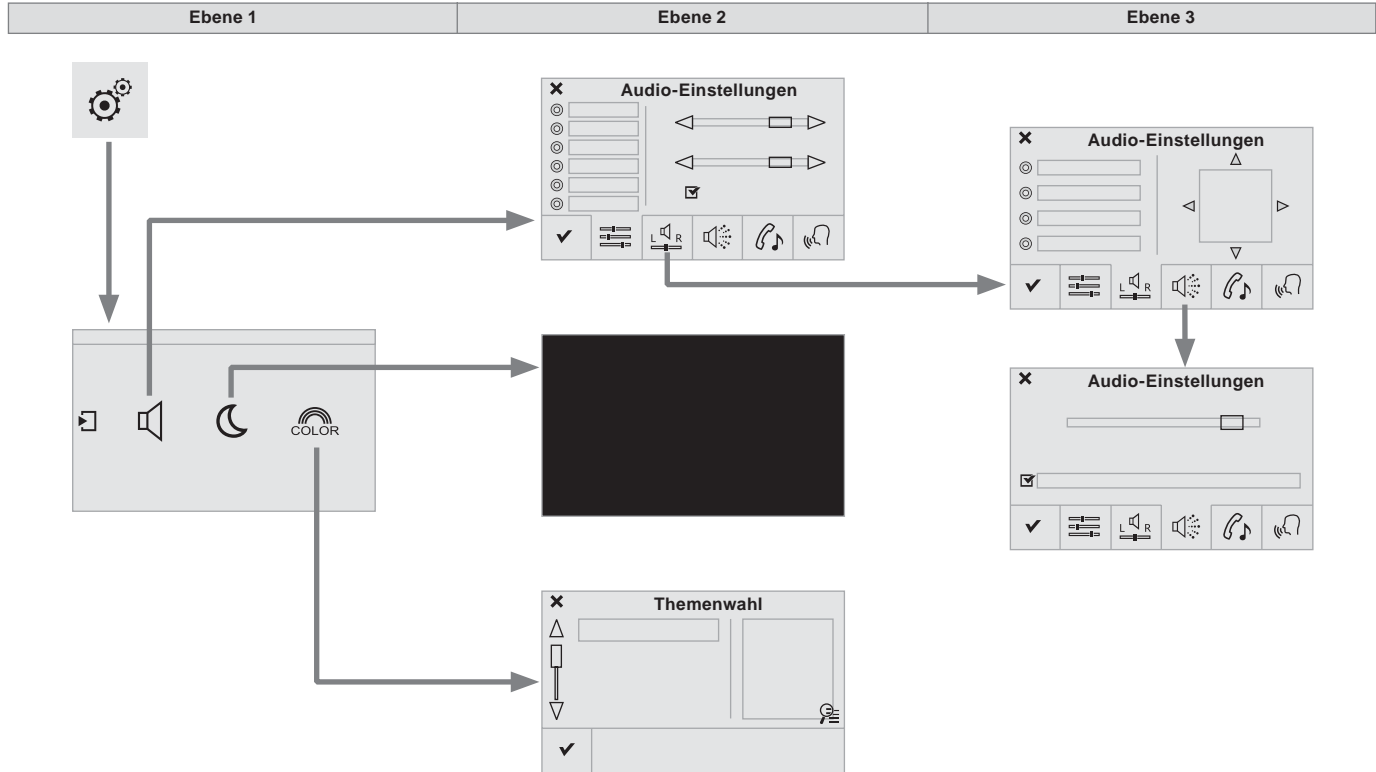 Ebene 1 Ebene 2 Ebene 3
Audio-Einstellungen
L R
Audio-Einstellungen
L R
COLOR
Audio-Einstellungen
L R
Themenwahl